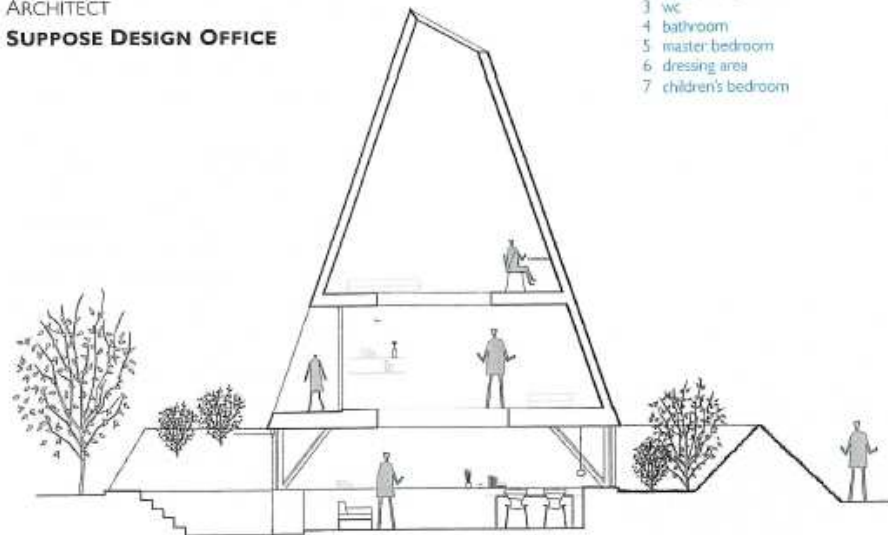 ARCHITECT
SUPPOSE DESIGN OFFICE
3 wc
4 bathroom
5 master bedroom
6 dressing area
7 children's bedroom